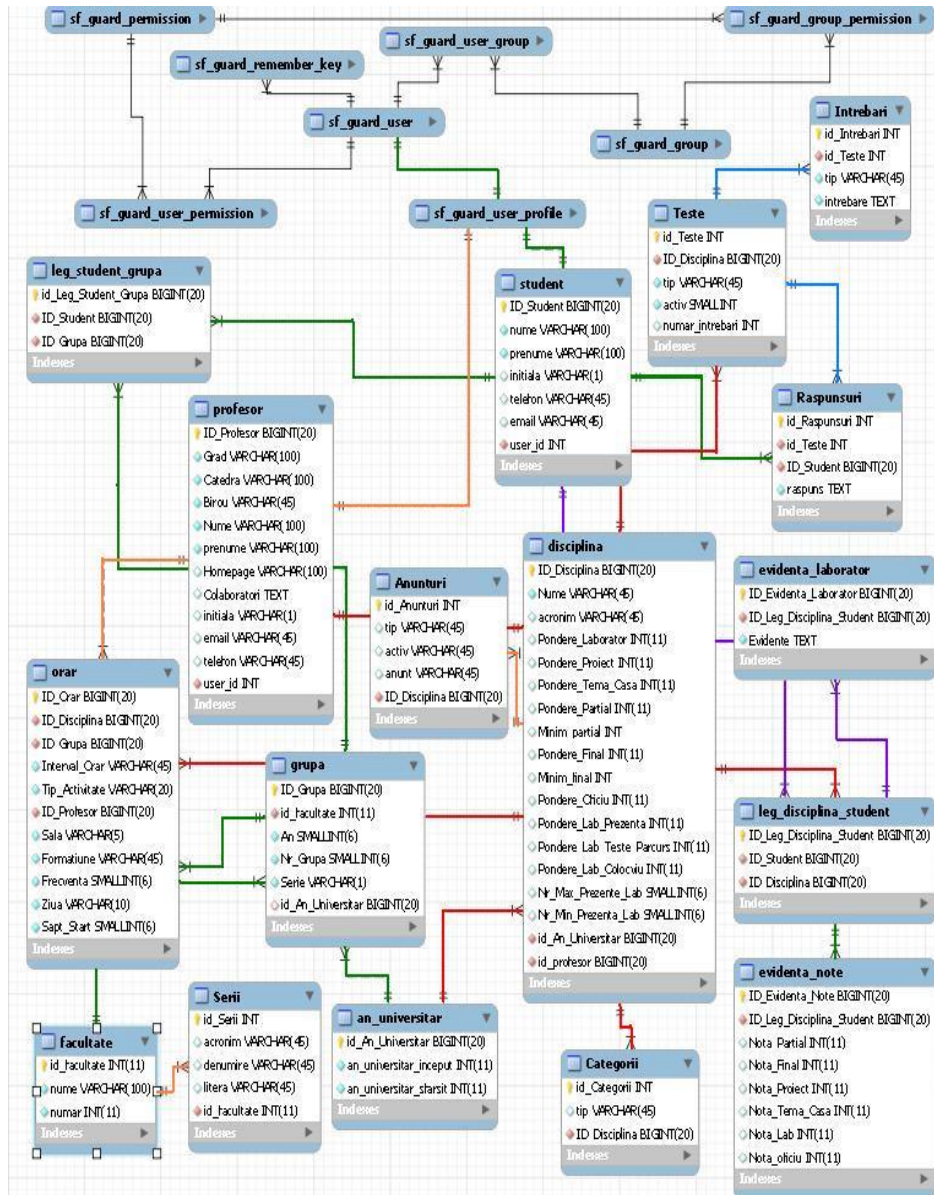 sf_guard_permission
sf_guard_group_permission
sf_guard_user_group
sf_guard_remember_key
sf_guard_user
sf_guard_group
sf_guard_user_permission
sf_guard_user_profile
Intrebari
id_Intrebari INT
id_Teste INT
tip VARCHAR(45)
intrebare TEXT
Indexes
Teste
id_Teste INT
ID_Disciplina BIGINT(20)
tip VARCHAR(45)
activ SMALLINT
numar_intrebari INT
Indexes
leg_student_grupa
id_Leg_Student_Grupa BIGINT(20)
ID_Student BIGINT(20)
ID Grupa BIGINT(20)
Indexes
student
ID_Student BIGINT(20)
nume VARCHAR(100)
prenume VARCHAR(100)
initiala VARCHAR(1)
telefon VARCHAR(45)
email VARCHAR(45)
user_id INT
Indexes
Raspunsuri
id_Raspunsuri INT
id_Teste INT
ID_Student BIGINT(20)
raspuns TEXT
Indexes
profesor
ID_Profesor BIGINT(20)
Grad VARCHAR(100)
Catedra VARCHAR(100)
Birou VARCHAR(45)
Nume VARCHAR(100)
prenume VARCHAR(100)
Homepage VARCHAR(100)
Colaboratori TEXT
initiala VARCHAR(1)
email VARCHAR(45)
telefon VARCHAR(45)
user_id INT
Indexes
Anunturi
id_Anunturi INT
tip VARCHAR(45)
activ VARCHAR(45)
anunt VARCHAR(45)
ID_Disciplina BIGINT(20)
Indexes
disciplina
ID_Disciplina BIGINT(20)
Nume VARCHAR(45)
acronim VARCHAR(45)
Pondere_Laborator INT(11)
Pondere_Proiect INT(11)
Pondere_Tema_Casa INT(11)
Pondere_Partial INT(11)
Minim_partial INT
Pondere_Final INT(11)
Minim_final INT
Pondere_Oficiu INT(11)
Pondere_Lab_Prezenta INT(11)
Pondere_Lab_Teste Parcurs INT(11)
Pondere_Lab_Colocviu INT(11)
Nr_Max_Prezente_Lab SMALLINT(6)
Nr_Min_Prezenta_Lab SMALLINT(6)
id_An_Universitar BIGINT(20)
id_profesor BIGINT(20)
Indexes
evidenta_laborator
ID_Evidenta_Laborator BIGINT(20)
ID_Leg_Disciplina_Student BIGINT(20)
Evidente TEXT
Indexes
orar
ID_Orar BIGINT(20)
ID_Disciplina BIGINT(20)
ID Grupa BIGINT(20)
Interval_Orar VARCHAR(45)
Tip_Activitate VARCHAR(20)
ID_Profesor BIGINT(20)
Sala VARCHAR(5)
Formatiune VARCHAR(45)
Frecventa SMALLINT(6)
Ziua VARCHAR(10)
Sapt_Start SMALLINT(6)
Indexes
grupa
ID_Grupa BIGINT(20)
id_facultate INT(11)
An SMALLINT(6)
Nr_Grupa SMALLINT(6)
Serie VARCHAR(1)
id_An_Universitar BIGINT(20)
Indexes
leg_disciplina_student
ID_Leg_Disciplina_Student BIGINT(20)
ID_Student BIGINT(20)
ID Disciplina BIGINT(20)
Indexes
evidenta_note
ID_Evidenta_Note BIGINT(20)
ID_Leg_Disciplina_Student BIGINT(20)
Nota Partial INT(11)
Nota_Final INT(11)
Nota_Proiect INT(11)
Nota_Tema_Casa INT(11)
Nota_Lab INT(11)
Nota_oficiu INT(11)
Indexes
facultate
id_facultate INT(11)
nume VARCHAR(100)
numar INT(11)
Indexes
Serii
id_Serii INT
acronim VARCHAR(45)
denumire VARCHAR(45)
litera VARCHAR(45)
id_facultate INT(11)
Indexes
an_universitar
id_An_Universitar BIGINT(20)
an_universitar_inceput INT(11)
an_universitar_sfarsit INT(11)
Indexes
Categorii
id_Categorii INT
tip VARCHAR(45)
ID Disciplina BIGINT(20)
Indexes